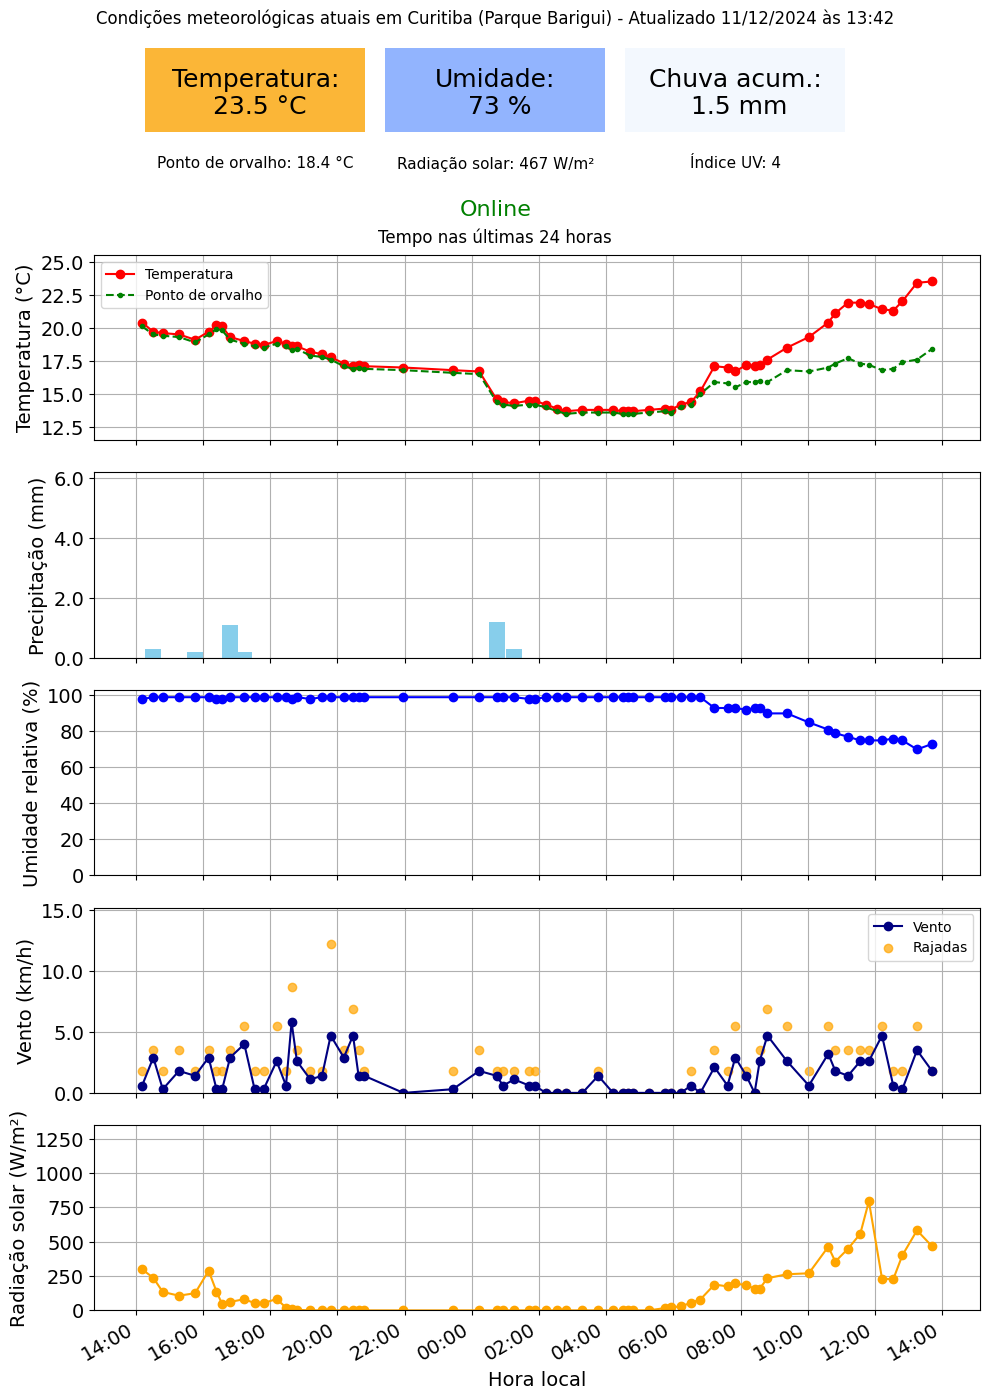 Condições meteorológicas atuais em Curitiba (Parque Barigui) - Atualizado 11/12/2024 às 13:42
Temperatura:
23.5 °C
Umidade:
73 %
Chuva acum.:
1.5 mm
Ponto de orvalho: 18.4 °C
Radiação solar: 467 W/m²
Índice UV: 4
Online
Tempo nas últimas 24 horas
Temperatura (°C)
25.0
22.5
20.0
17.5
15.0
12.5
Temperatura
Ponto de orvalho
Precipitação (mm)
6.0
4.0
2.0
0.0
Umidade relativa (%)
100
80
60
40
20
0
Vento (km/h)
15.0
10.0
5.0
0.0
Vento
Rajadas
Radiação solar (W/m²)
1250
1000
750
500
250
0
14:00
16:00
18:00
20:00
22:00
00:00
02:00
04:00
06:00
08:00
10:00
12:00
14:00
Hora local